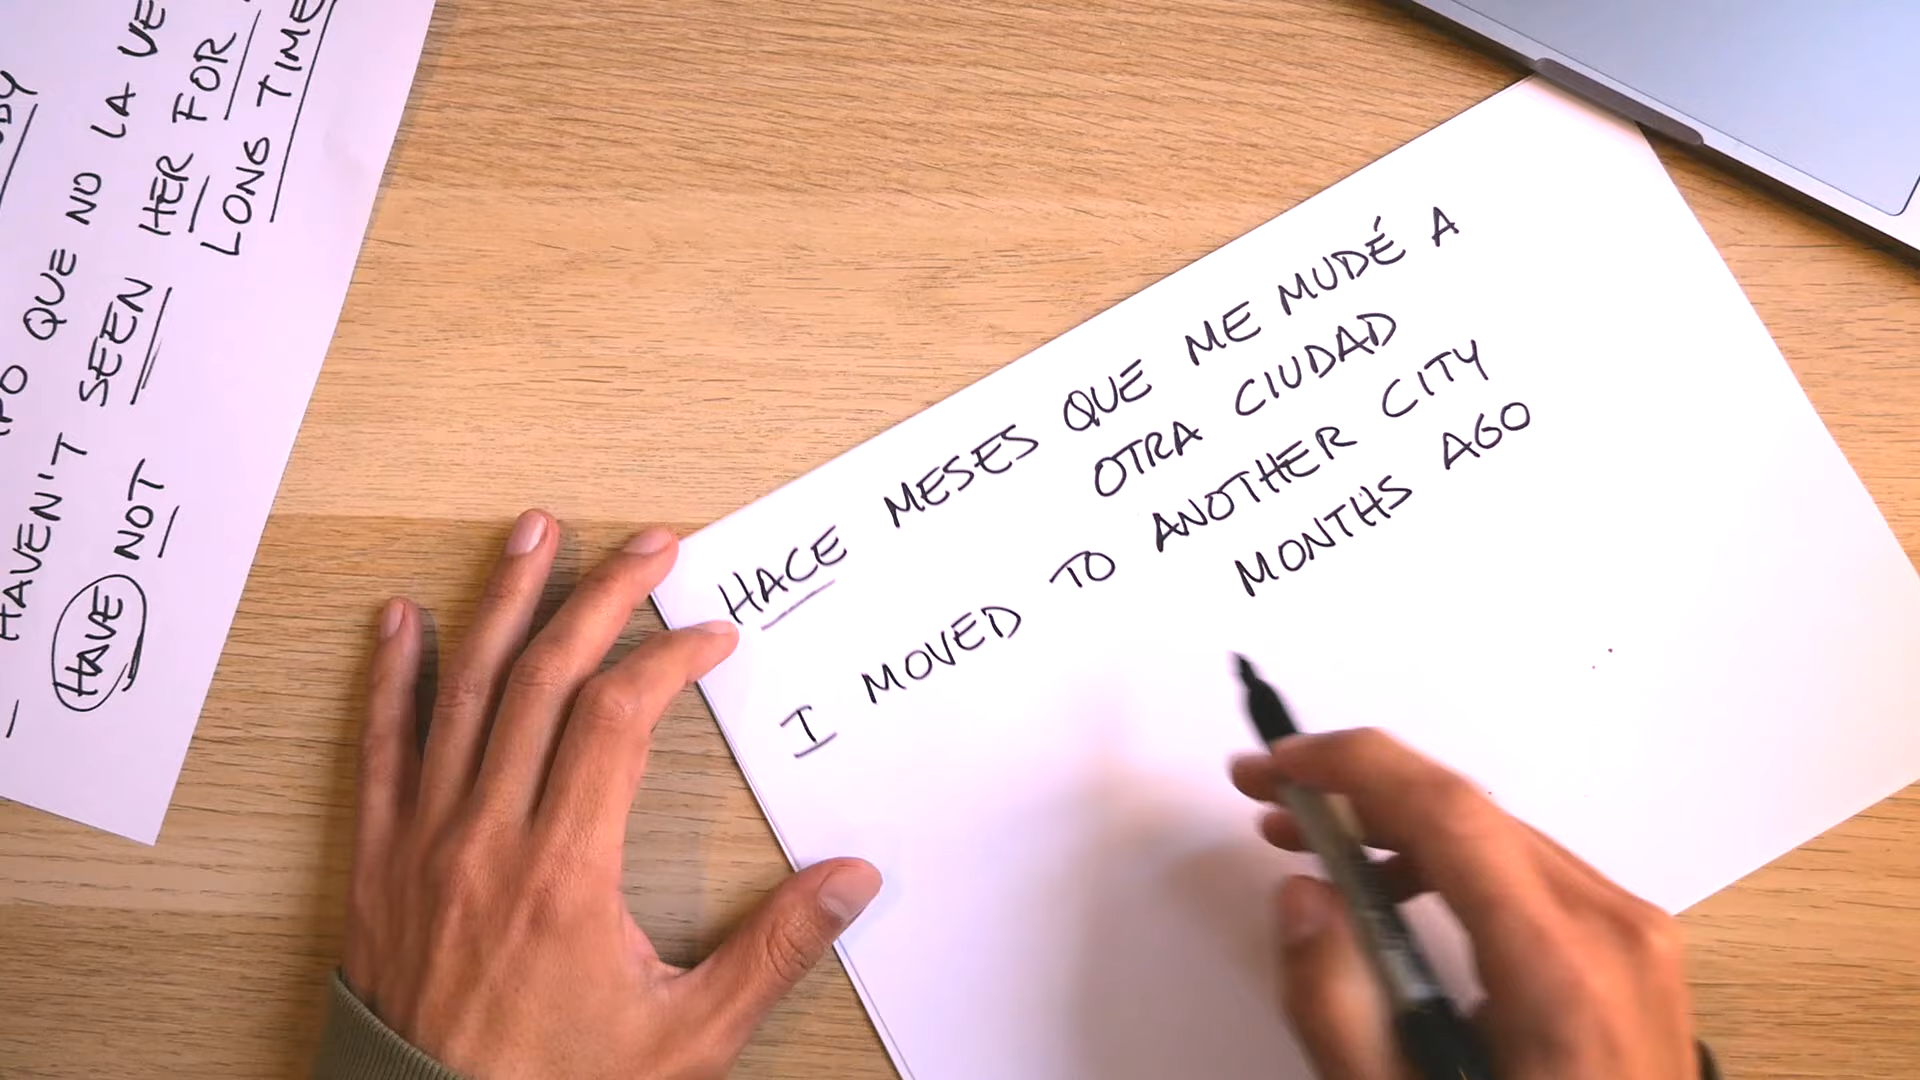 QUE NO LA VE
HAVEN'T SEEN HER FOR
LONG TIME
HAVE NOT
HACE MESES QUE ME MUDÉ A
OTRA CIUDAD
I MOVED TO ANOTHER CITY
MONTHS AGO